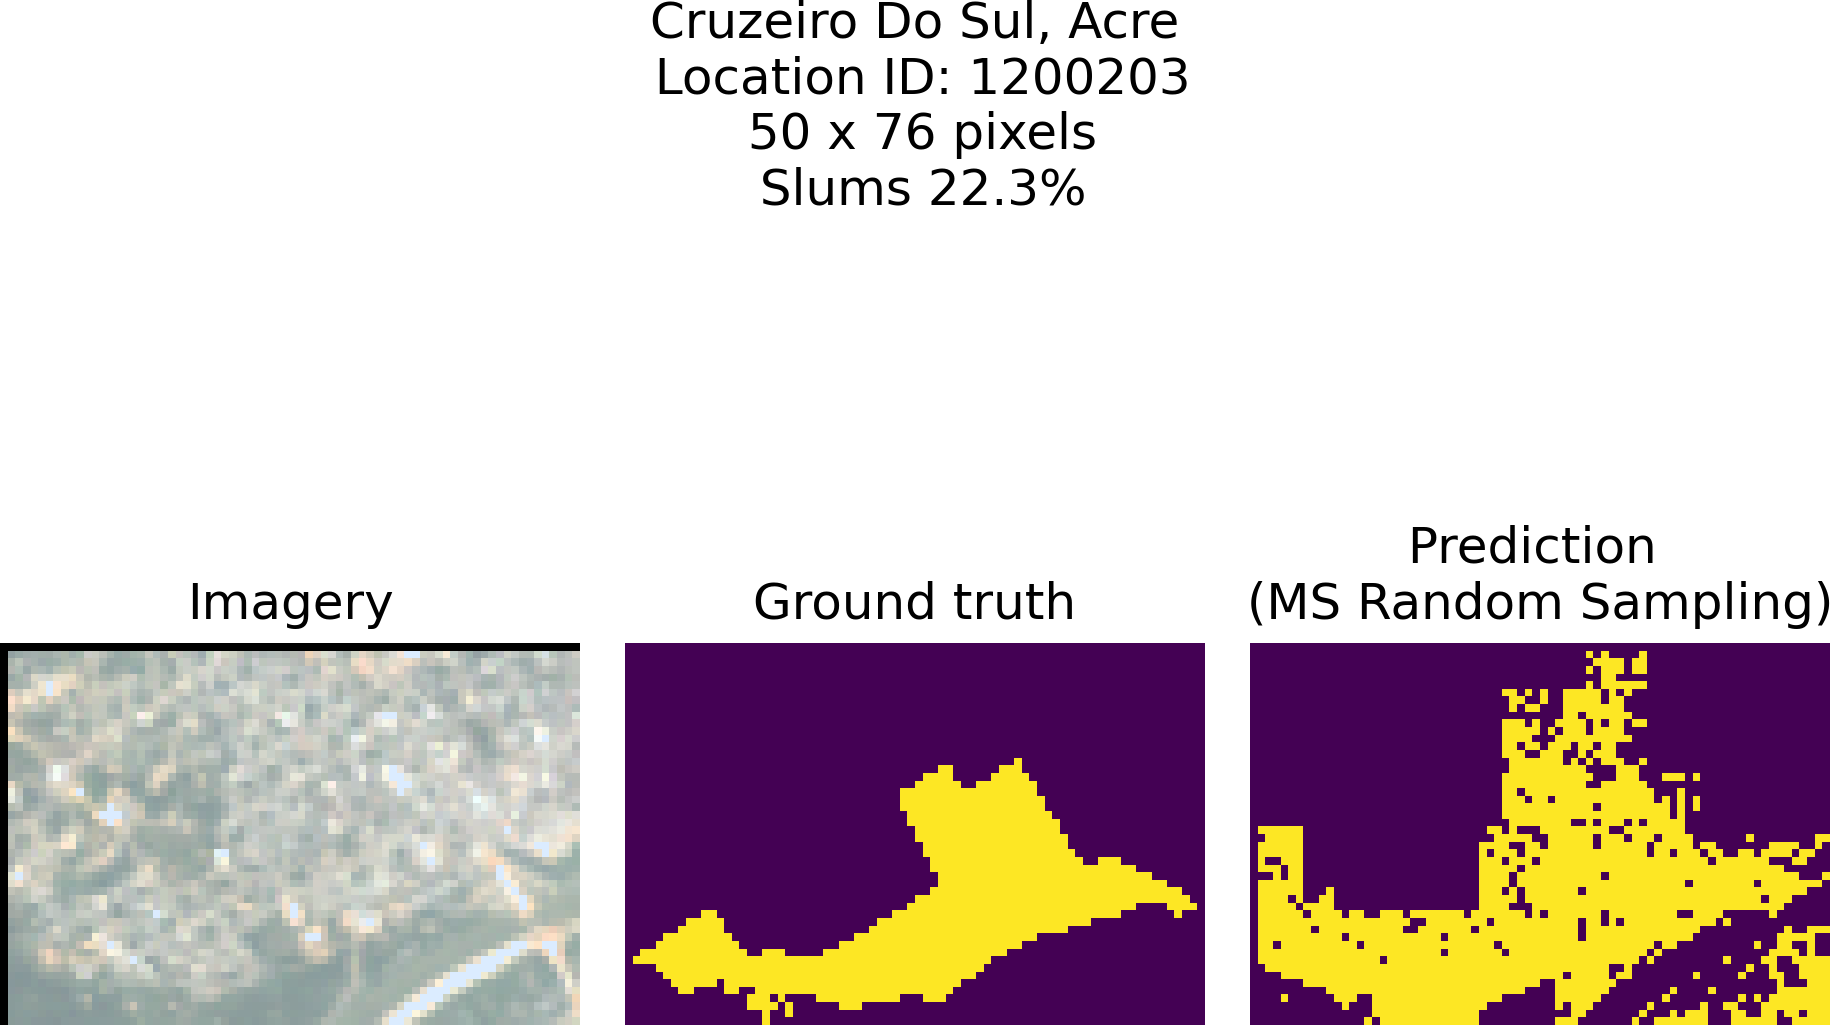 Cruzeiro Do Sul, Acre
Location ID: 1200203
50 x 76 pixels
Slums 22.3%
Imagery
Ground truth
Prediction
(MS Random Sampling)